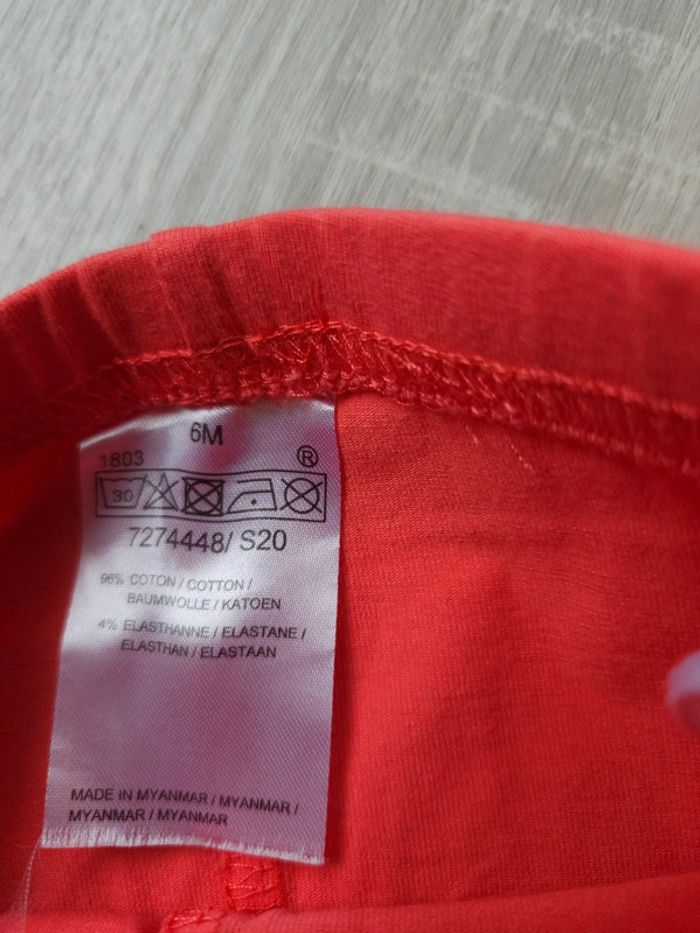 6M
1803 ®
30
7274448/ S20
96% COTON / COTTON /
BAUMWOLLE / KATOEN
4% ELASTHANNE / ELASTANE /
ELASTHAN / ELASTAAN
MADE IN MYANMAR / MYANMAR /
MYANMAR / MYANMAR